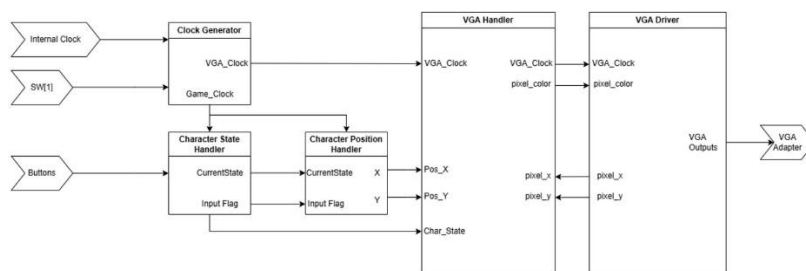 VGA Handler
VGA Driver
Clock Generator
Internal Clock
VGA_Clock
VGA_Clock
VGA_Clock
VGA_Clock
pixel_color
pixel_color
SW[1]
Game_Clock
Character State
Handler
Character Position
Handler
VGA
Outputs
VGA
Adapter
Buttons
CurrentState
CurrentState
X
Pos_X
pixel_x
pixel_x
Input Flag
Input Flag
Y
Pos_Y
pixel_y
pixel_y
Char_State